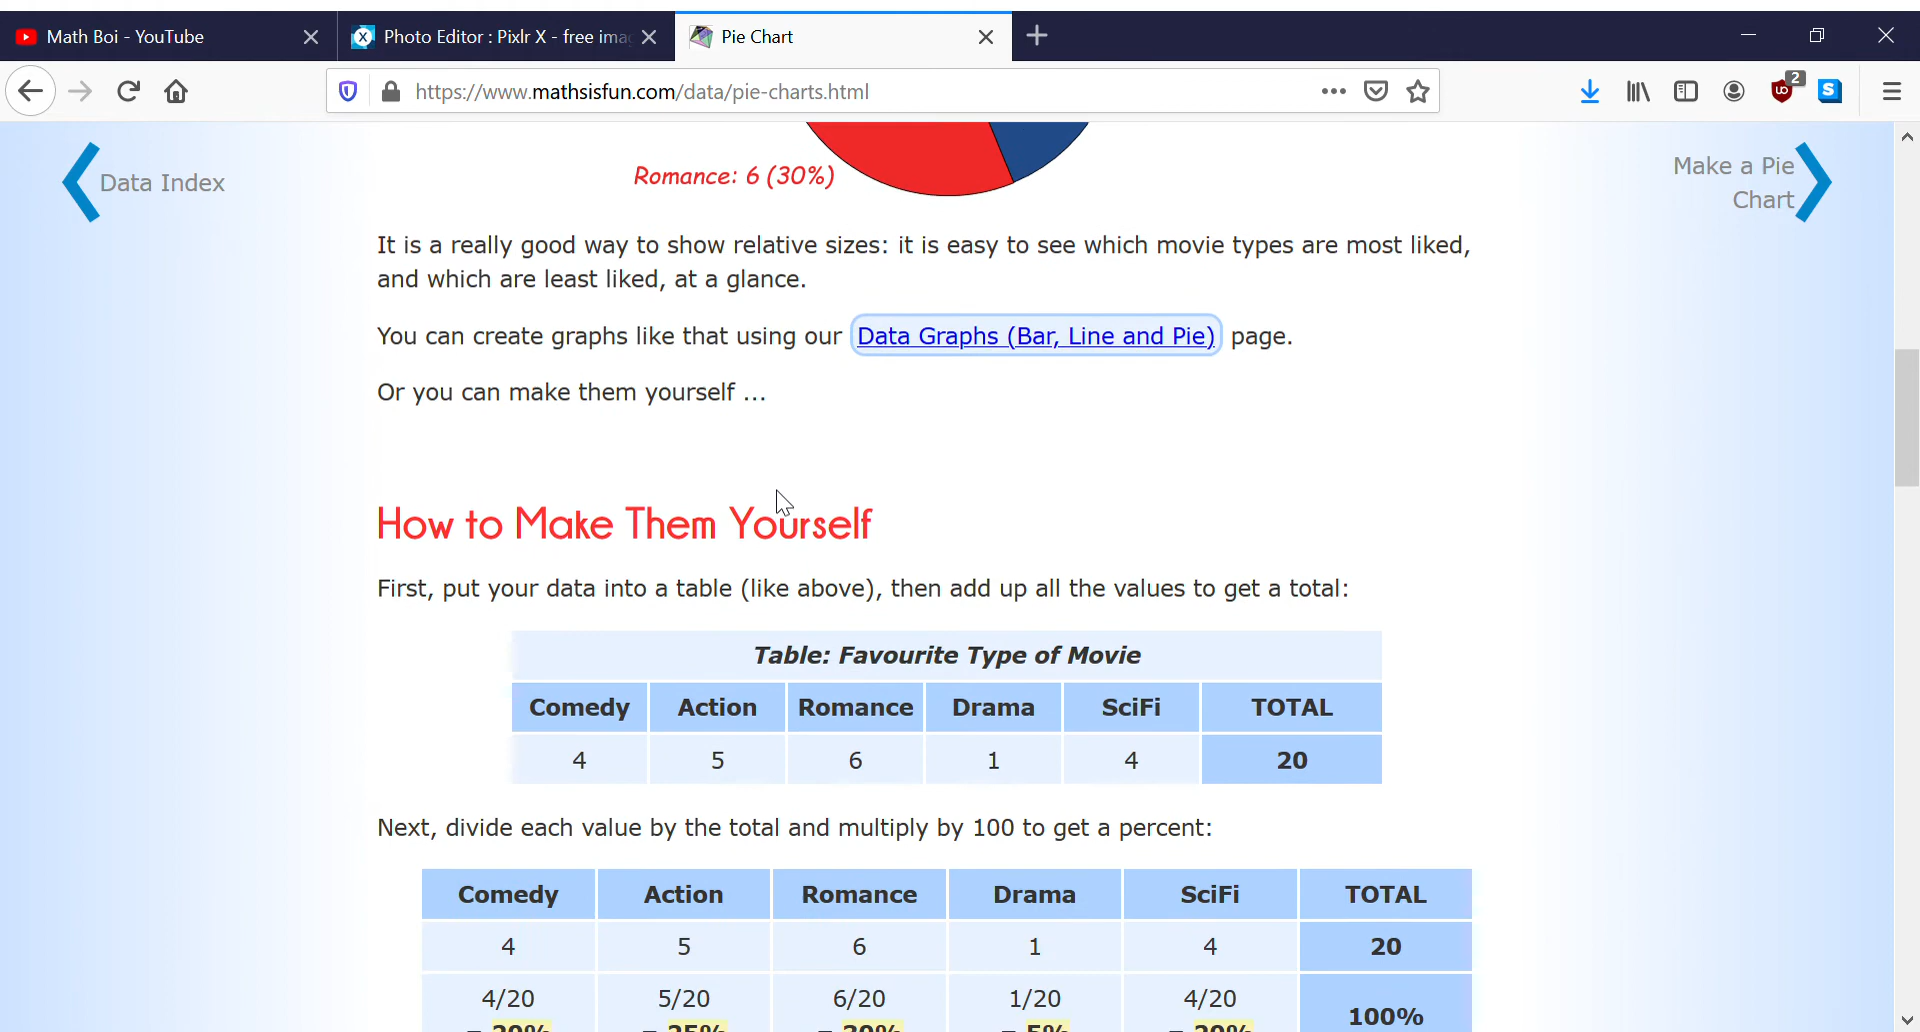 Math Boi - YouTube
Photo Editor : Pixlr X - free ima
Pie Chart
https://www.mathsisfun.com/data/pie-charts.html
2
S
Data Index
Make a Pie
Chart
Romance: 6 (30%)
It is a really good way to show relative sizes: it is easy to see which movie types are most liked,
and which are least liked, at a glance.
You can create graphs like that using our Data Graphs (Bar, Line and Pie) page.
Or you can make them yourself ...
How to Make Them Yourself
First, put your data into a table (like above), then add up all the values to get a total:
Table: Favourite Type of Movie
Comedy Action Romance Drama SciFi TOTAL
4 5 6 1 4 20
Next, divide each value by the total and multiply by 100 to get a percent:
Comedy Action Romance Drama SciFi TOTAL
4 5 6 1 4 20
4/20 5/20 6/20 1/20 4/20 100%
= 20% = 25% = 30% = 5% = 20%